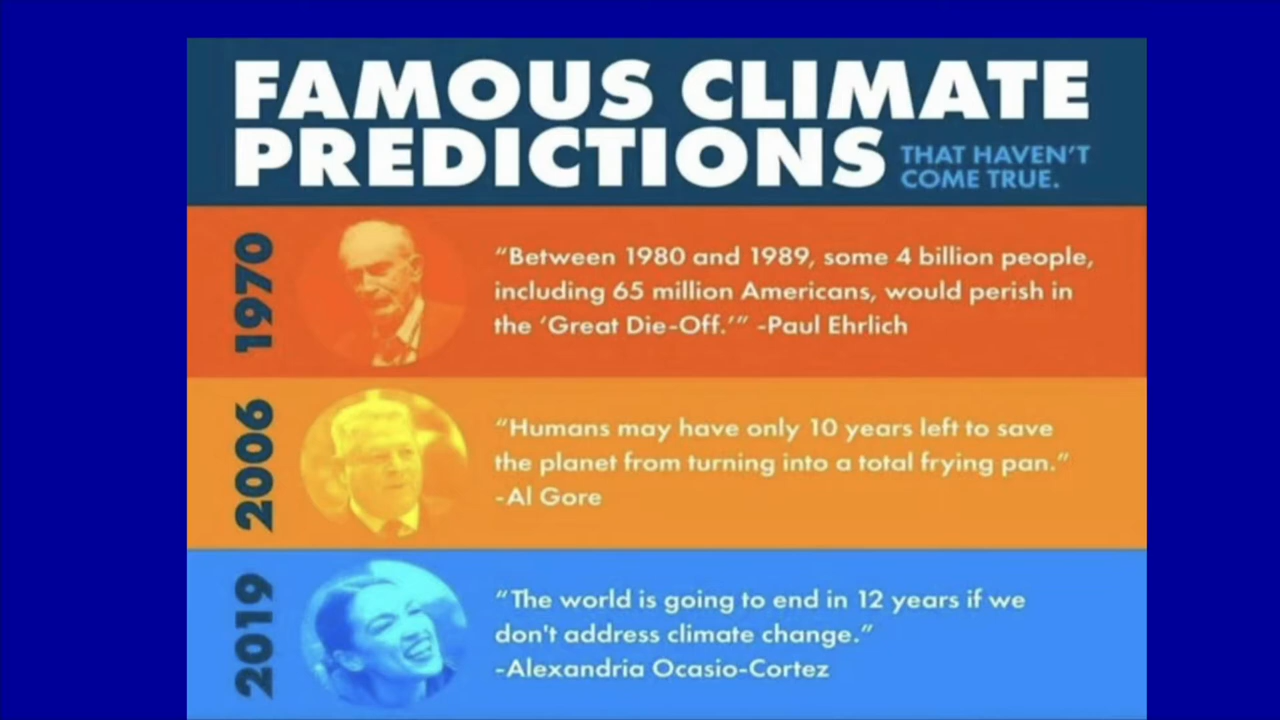 FAMOUS CLIMATE
PREDICTIONS THAT HAVEN'T
COME TRUE.
1970
“Between 1980 and 1989, some 4 billion people,
including 65 million Americans, would perish in
the ‘Great Die-Off.’” -Paul Ehrlich
2006
“Humans may have only 10 years left to save
the planet from turning into a total frying pan.”
-Al Gore
2019
“The world is going to end in 12 years if we
don't address climate change.”
-Alexandria Ocasio-Cortez